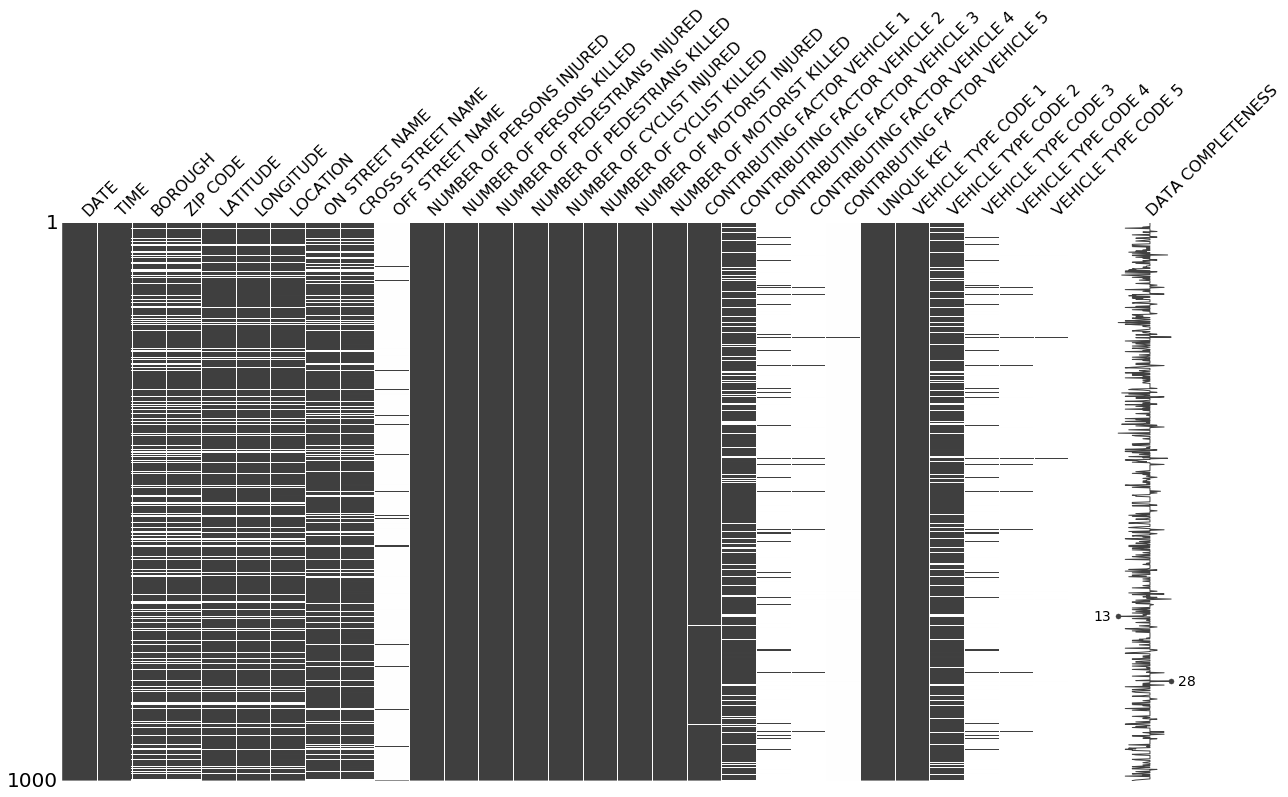 DATE
TIME
BOROUGH
ZIP CODE
LATITUDE
LONGITUDE
LOCATION
ON STREET NAME
CROSS STREET NAME
OFF STREET NAME
NUMBER OF PERSONS INJURED
NUMBER OF PERSONS KILLED
NUMBER OF PEDESTRIANS INJURED
NUMBER OF PEDESTRIANS KILLED
NUMBER OF CYCLIST INJURED
NUMBER OF CYCLIST KILLED
NUMBER OF MOTORIST INJURED
NUMBER OF MOTORIST KILLED
CONTRIBUTING FACTOR VEHICLE 1
CONTRIBUTING FACTOR VEHICLE 2
CONTRIBUTING FACTOR VEHICLE 3
CONTRIBUTING FACTOR VEHICLE 4
CONTRIBUTING FACTOR VEHICLE 5
UNIQUE KEY
VEHICLE TYPE CODE 1
VEHICLE TYPE CODE 2
VEHICLE TYPE CODE 3
VEHICLE TYPE CODE 4
VEHICLE TYPE CODE 5
DATA COMPLETENESS
1
13
28
1000